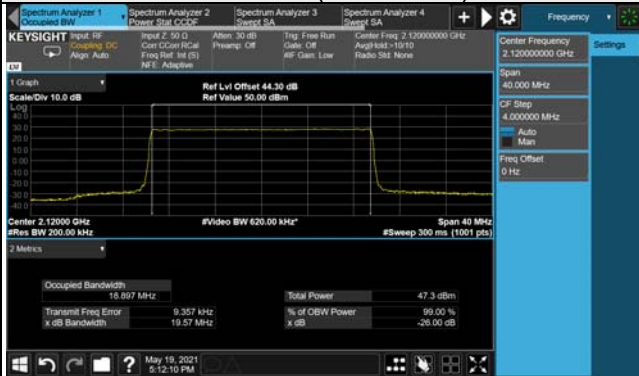 Spectrum Analyzer 1
Occupied BW
Spectrum Analyzer 2
Power Stat CCDF
Spectrum Analyzer 3
Swept SA
Spectrum Analyzer 4
Swept SA
Frequency
KEYSIGHT
Input: RF
Coupling: DC
Align: Auto
Input Z: 50 Ω
Corr CCorr RCal
Freq Ref: Int (S)
NFE: Adaptive
Atten: 30 dB
Preamp: Off
Trig: Free Run
Gate: Off
#IF Gain: Low
Center Freq: 2.120000000 GHz
Avg|Hold:>10/10
Radio Std: None
1 Graph
Scale/Div 10.0 dB
Ref Lvl Offset 44.30 dB
Ref Value 50.00 dBm
Log
40.0
30.0
20.0
10.0
0.00
-10.0
-20.0
-30.0
-40.0
Center 2.12000 GHz
#Res BW 200.00 kHz
#Video BW 620.00 kHz*
Span 40 MHz
#Sweep 300 ms (1001 pts)
2 Metrics
Occupied Bandwidth
18.897 MHz
Transmit Freq Error 9.357 kHz
x dB Bandwidth 19.57 MHz
Total Power 47.3 dBm
% of OBW Power 99.00 %
x dB -26.00 dB
Center Frequency
2.120000000 GHz
Settings
Span
40.000 MHz
CF Step
4.000000 MHz
Auto
Man
Freq Offset
0 Hz
?
May 19, 2021
5:12:10 PM